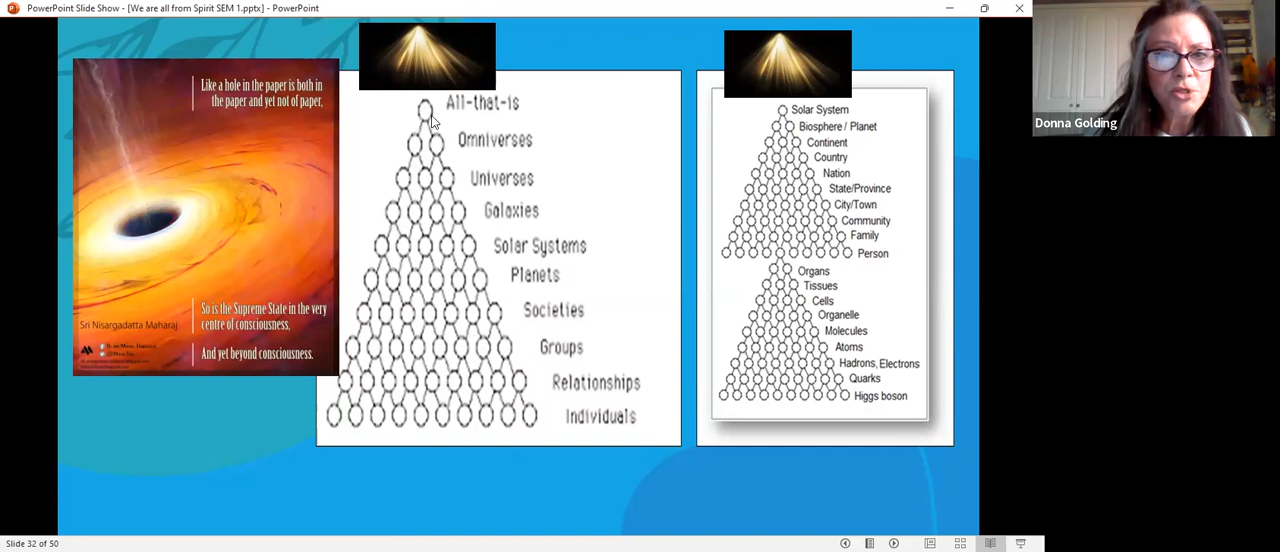 PowerPoint Slide Show - [We are all from Spirit SEM 1.pptx] - PowerPoint
Like a hole in the paper is both in
the paper and yet not of paper,
So is the Supreme State in the very
centre of consciousness,
Sri Nisargadatta Maharaj
And yet beyond consciousness.
All-that-is
Omniverses
Universes
Galaxies
Solar Systems
Planets
Societies
Groups
Relationships
Individuals
Solar System
Biosphere / Planet
Continent
Country
Nation
State/Province
City/Town
Community
Family
Person
Organs
Tissues
Cells
Organelle
Molecules
Atoms
Hadrons, Electrons
Quarks
Higgs boson
Donna Golding
Slide 32 of 50